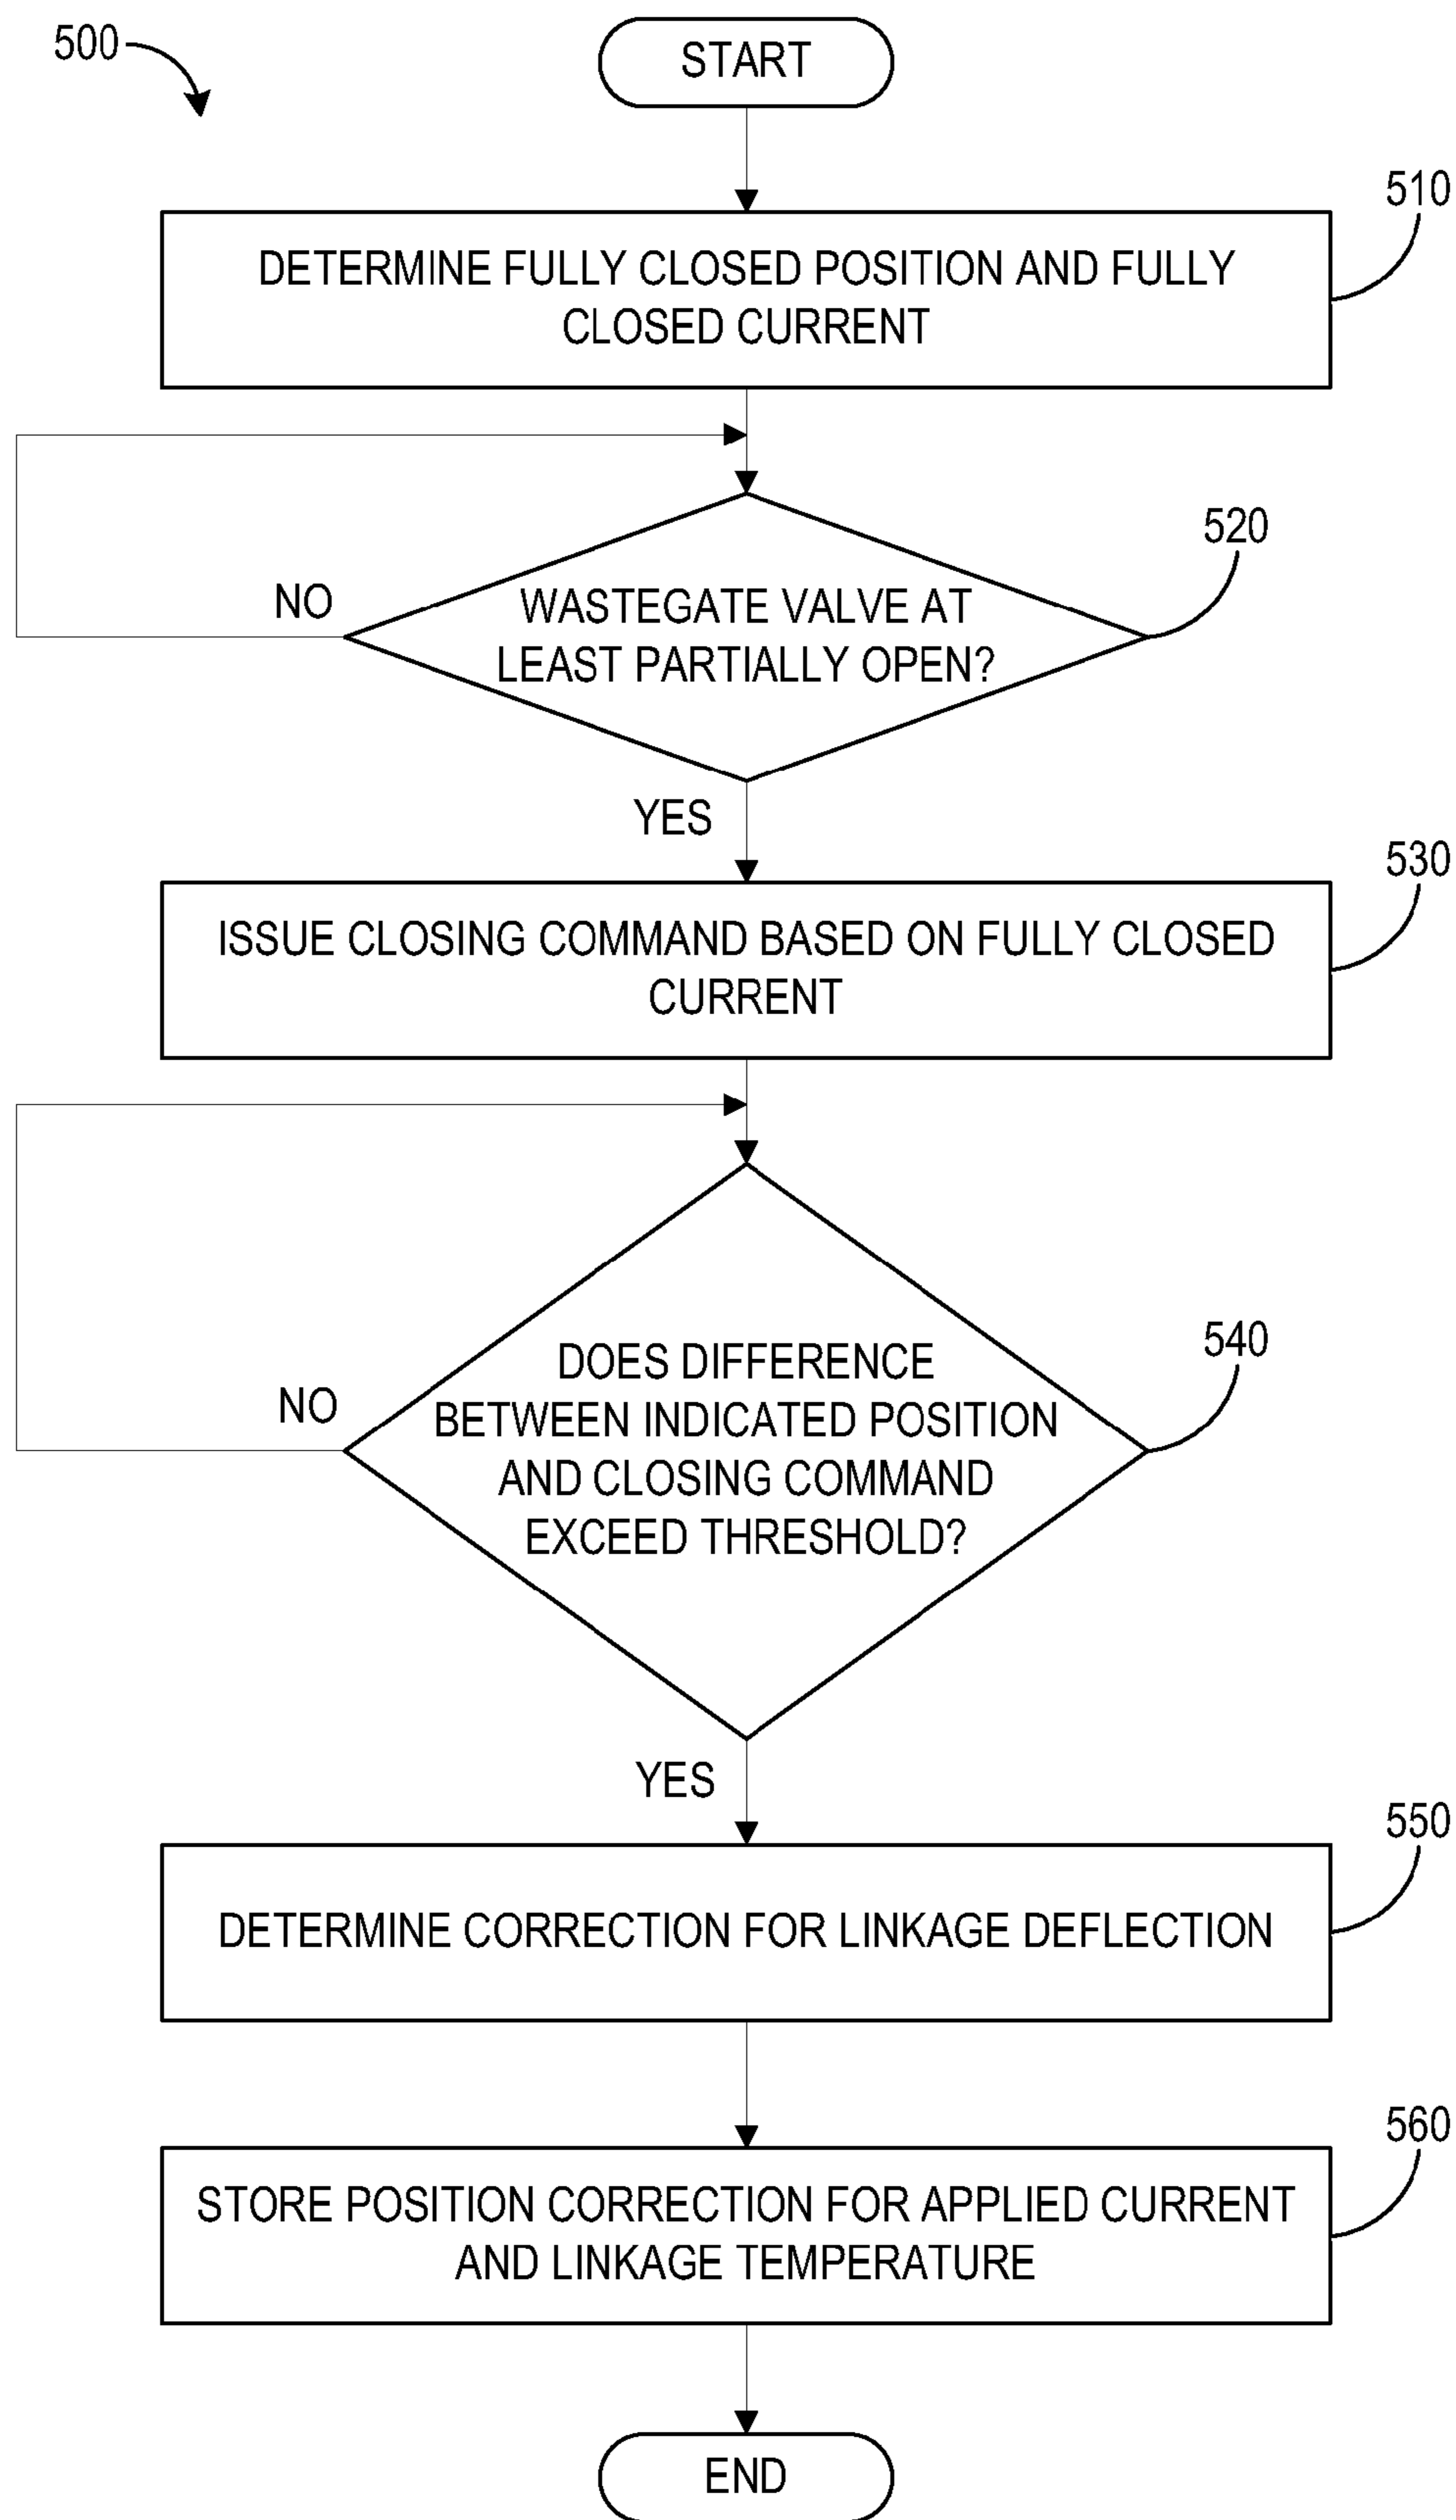 500
START
510
DETERMINE FULLY CLOSED POSITION AND FULLY
CLOSED CURRENT
520
NO
WASTEGATE VALVE AT
LEAST PARTIALLY OPEN?
YES
530
ISSUE CLOSING COMMAND BASED ON FULLY CLOSED
CURRENT
540
DOES DIFFERENCE
BETWEEN INDICATED POSITION
NO
AND CLOSING COMMAND
EXCEED THRESHOLD?
YES
550
DETERMINE CORRECTION FOR LINKAGE DEFLECTION
560
STORE POSITION CORRECTION FOR APPLIED CURRENT
AND LINKAGE TEMPERATURE
END